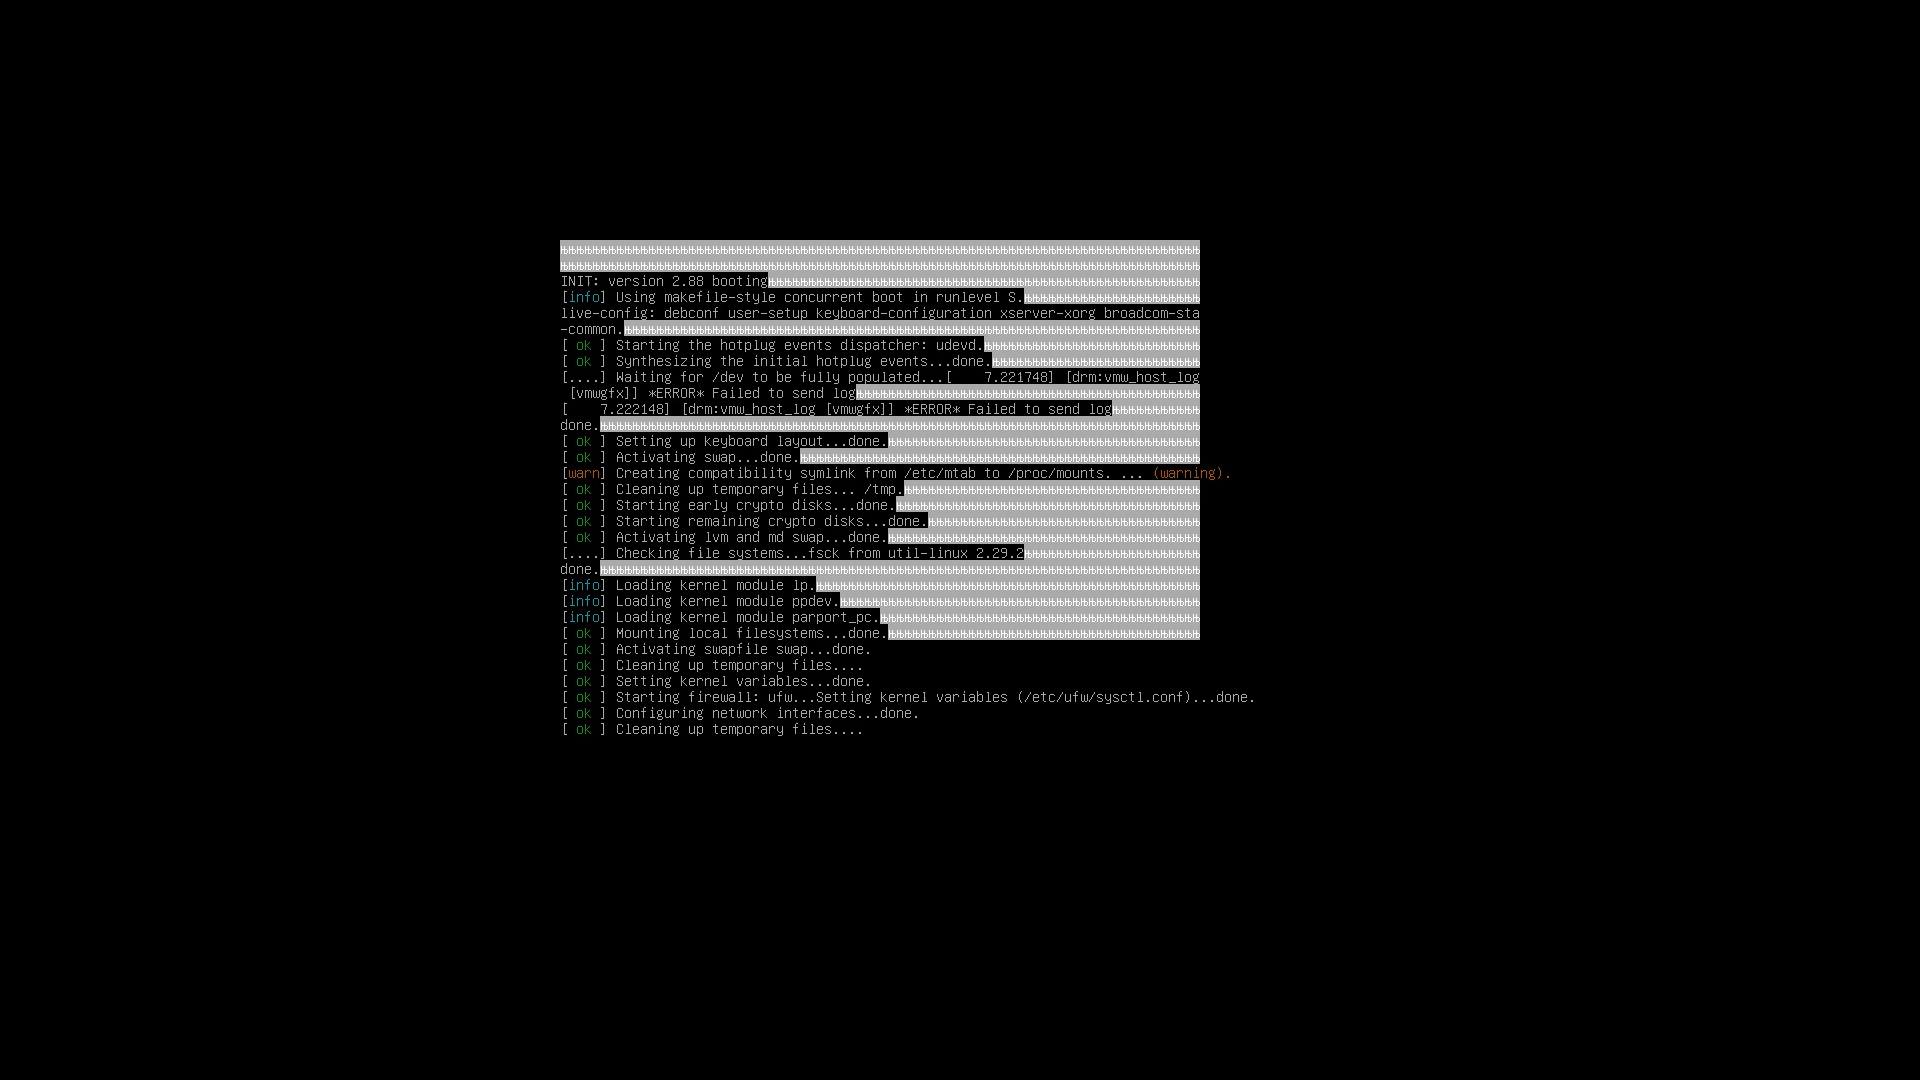 INIT: version 2.88 booting
[info] Using makefile-style concurrent boot in runlevel S.
live-config: debconf user-setup keyboard-configuration xserver-xorg broadcom-sta
-common.
[ ok ] Starting the hotplug events dispatcher: udevd.
[ ok ] Synthesizing the initial hotplug events...done.
[....] Waiting for /dev to be fully populated...[    7.221748] [drm:vmw_host_log
 [vmwgfx]] *ERROR* Failed to send log
[    7.222148] [drm:vmw_host_log [vmwgfx]] *ERROR* Failed to send log
done.
[ ok ] Setting up keyboard layout...done.
[ ok ] Activating swap...done.
[warn] Creating compatibility symlink from /etc/mtab to /proc/mounts. ... (warning).
[ ok ] Cleaning up temporary files... /tmp.
[ ok ] Starting early crypto disks...done.
[ ok ] Starting remaining crypto disks...done.
[ ok ] Activating lvm and md swap...done.
[....] Checking file systems...fsck from util-linux 2.29.2
done.
[info] Loading kernel module lp.
[info] Loading kernel module ppdev.
[info] Loading kernel module parport_pc.
[ ok ] Mounting local filesystems...done.
[ ok ] Activating swapfile swap...done.
[ ok ] Cleaning up temporary files....
[ ok ] Setting kernel variables...done.
[ ok ] Starting firewall: ufw...Setting kernel variables (/etc/ufw/sysctl.conf)...done.
[ ok ] Configuring network interfaces...done.
[ ok ] Cleaning up temporary files....